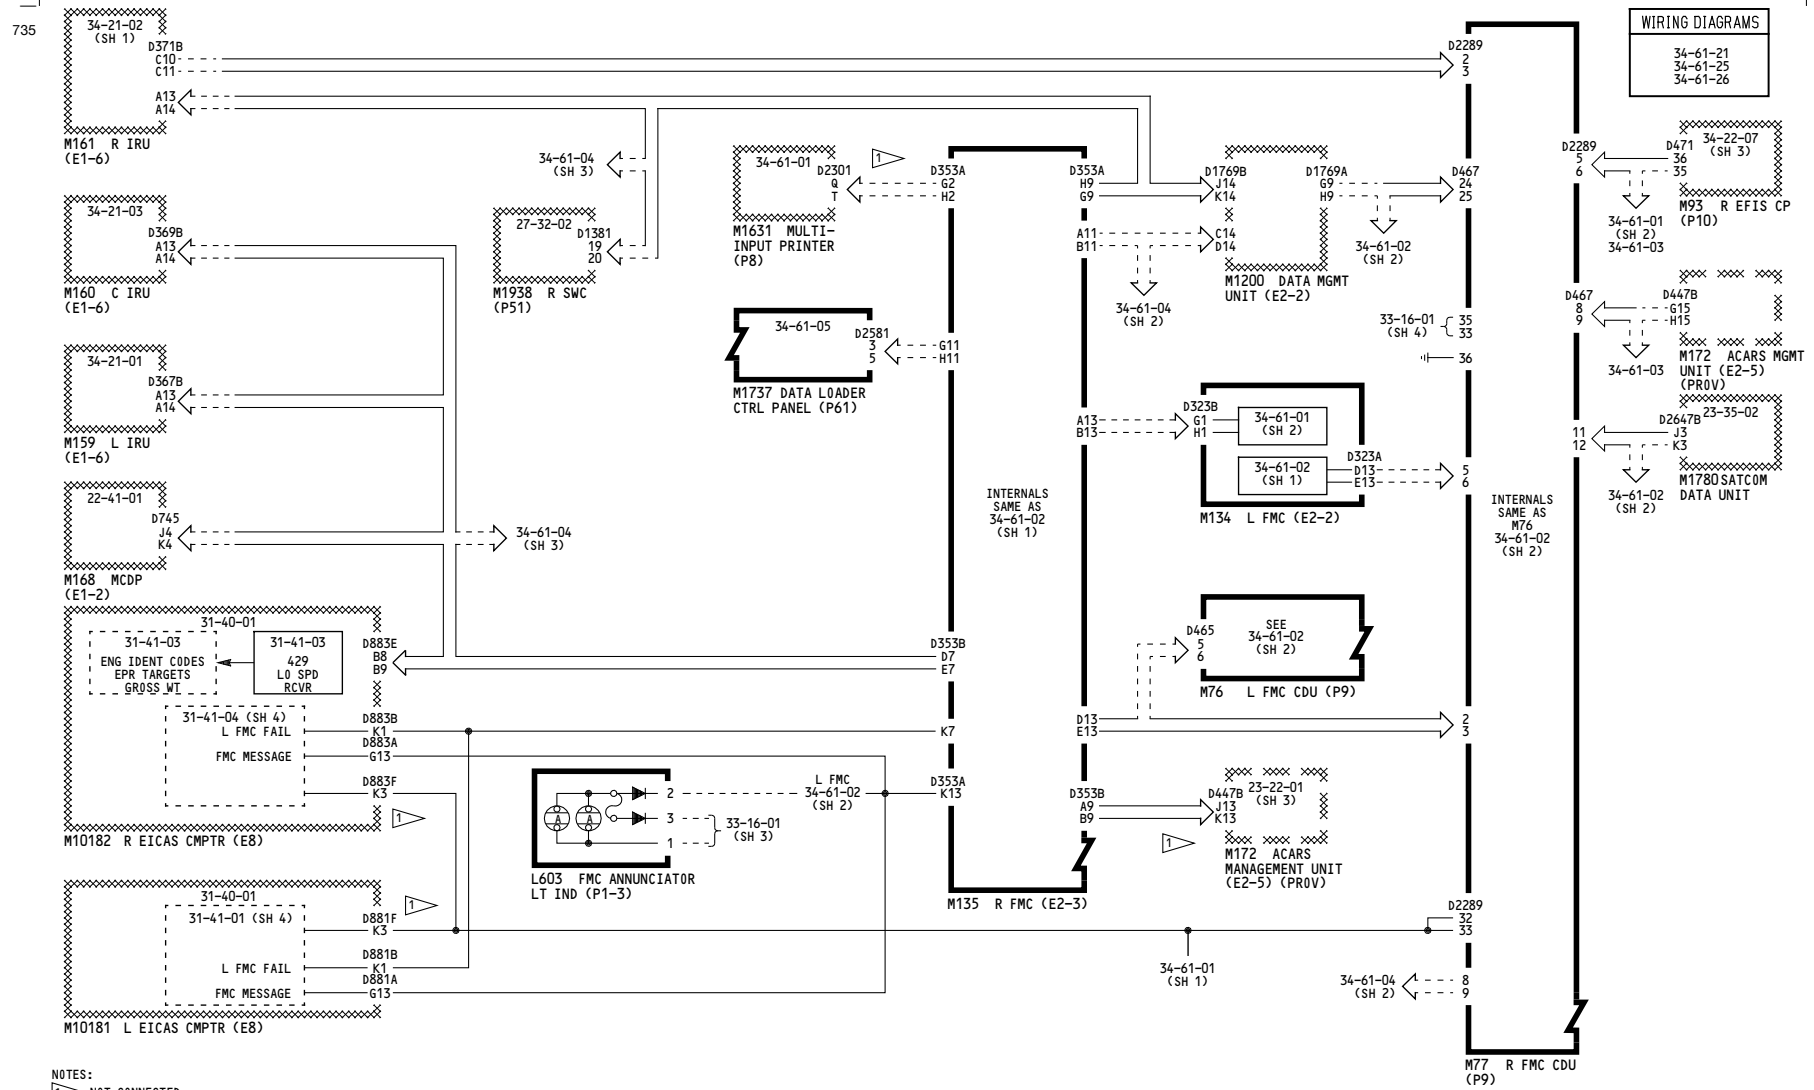 735
34-21-02
(SH 1)
D371B
C10
C11
A13
A14
M161 R IRU
(E1-6)
34-21-03
D369B
A13
A14
M160 C IRU
(E1-6)
34-21-01
D367B
A13
A14
M159 L IRU
(E1-6)
22-41-01
D745
J4
K4
M168 MCDP
(E1-2)
34-61-04
(SH 3)
31-40-01
31-41-03
ENG IDENT CODES
EPR TARGETS
GROSS WT
31-41-03
429
LO SPD
RCVR
D883E
B8
B9
31-41-04 (SH 4)
L FMC FAIL
FMC MESSAGE
D883B
K1
D883A
G13
D883F
K3
1
M10182 R EICAS CMPTR (E8)
31-40-01
31-41-01 (SH 4)
L FMC FAIL
FMC MESSAGE
D881F
K3
D881B
K1
D881A
G13
1
M10181 L EICAS CMPTR (E8)
34-61-04
(SH 3)
27-32-02
D1381
19
20
M1938 R SWC
(P51)
34-61-01
D2301
Q
T
M1631 MULTI-
INPUT PRINTER
(P8)
1
34-61-05
D2581
3
5
M1737 DATA LOADER
CTRL PANEL (P61)
A
A
2
3
1
L603 FMC ANNUNCIATOR
LT IND (P1-3)
L FMC
34-61-02
(SH 2)
33-16-01
(SH 3)
D353A
G2
H2
G11
H11
D353B
D7
E7
K7
D353A
K13
INTERNALS
SAME AS
34-61-02
(SH 1)
D353A
H9
G9
A11
B11
A13
B13
D13
E13
D353B
A9
B9
M135 R FMC (E2-3)
34-61-04
(SH 2)
D1769B
J14
K14
C14
D14
D1769A
G9
H9
M1200 DATA MGMT
UNIT (E2-2)
34-61-02
(SH 2)
D323B
G1
H1
34-61-01
(SH 2)
34-61-02
(SH 1)
D323A
D13
E13
M134 L FMC (E2-2)
D465
5
6
SEE
34-61-02
(SH 2)
M76 L FMC CDU (P9)
1
D447B
J13
K13
23-22-01
(SH 3)
M172 ACARS
MANAGEMENT UNIT
(E2-5) (PROV)
34-61-01
(SH 1)
D2289
2
3
D467
24
25
33-16-01
(SH 4)
35
33
36
5
6
2
3
D2289
32
33
34-61-04
(SH 2)
8
9
INTERNALS
SAME AS
M76
34-61-02
(SH 2)
M77 R FMC CDU
(P9)
D2289
5
6
D467
8
9
11
12
WIRING DIAGRAMS
34-61-21
34-61-25
34-61-26
D471
36
35
34-22-07
(SH 3)
M93 R EFIS CP
(P10)
34-61-01
(SH 2)
34-61-03
D447B
G15
H15
M172 ACARS MGMT
UNIT (E2-5)
(PROV)
34-61-03
23-35-02
D2647B
J3
K3
M1780 SATCOM
DATA UNIT
34-61-02
(SH 2)
NOTES: